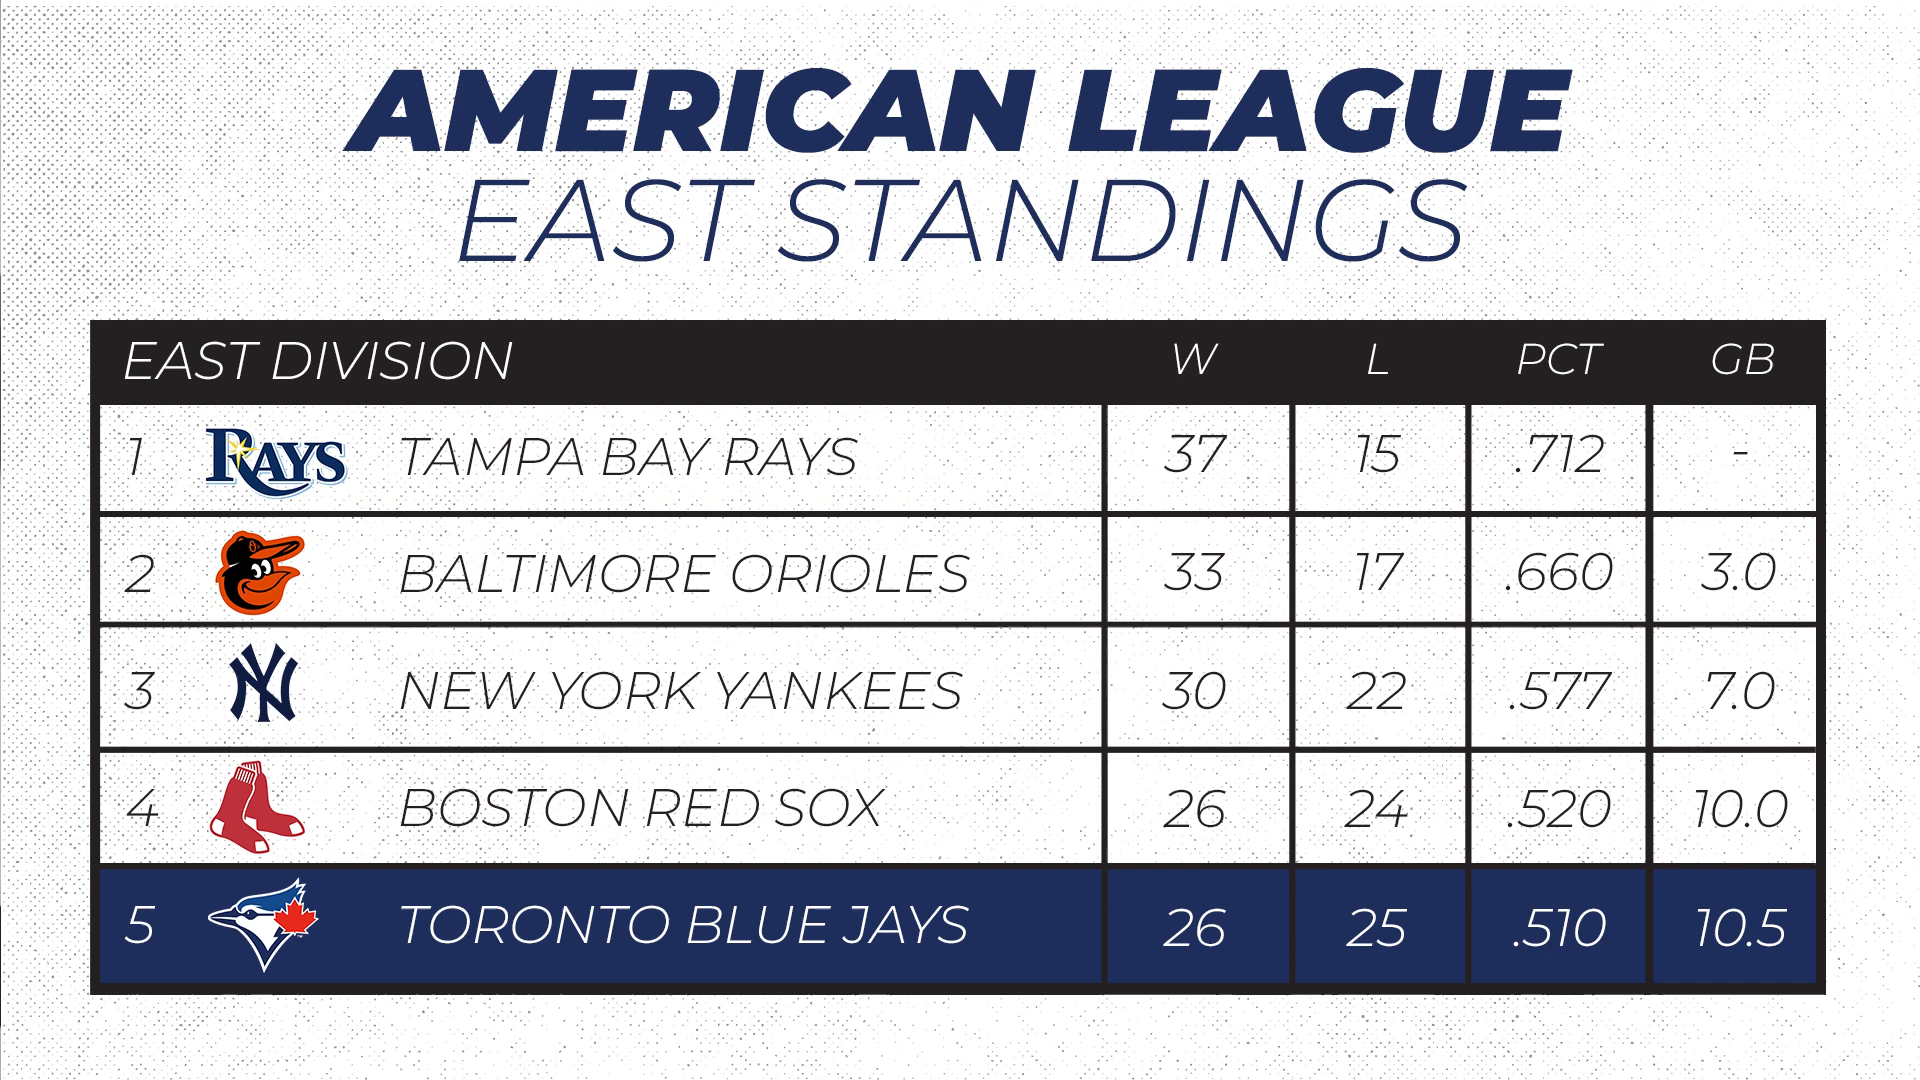 AMERICAN LEAGUE
EAST STANDINGS
EAST DIVISION W L PCT GB
1 RAYS TAMPA BAY RAYS 37 15 .712 -
2 BALTIMORE ORIOLES 33 17 .660 3.0
3 NY NEW YORK YANKEES 30 22 .577 7.0
4 BOSTON RED SOX 26 24 .520 10.0
5 TORONTO BLUE JAYS 26 25 .510 10.5